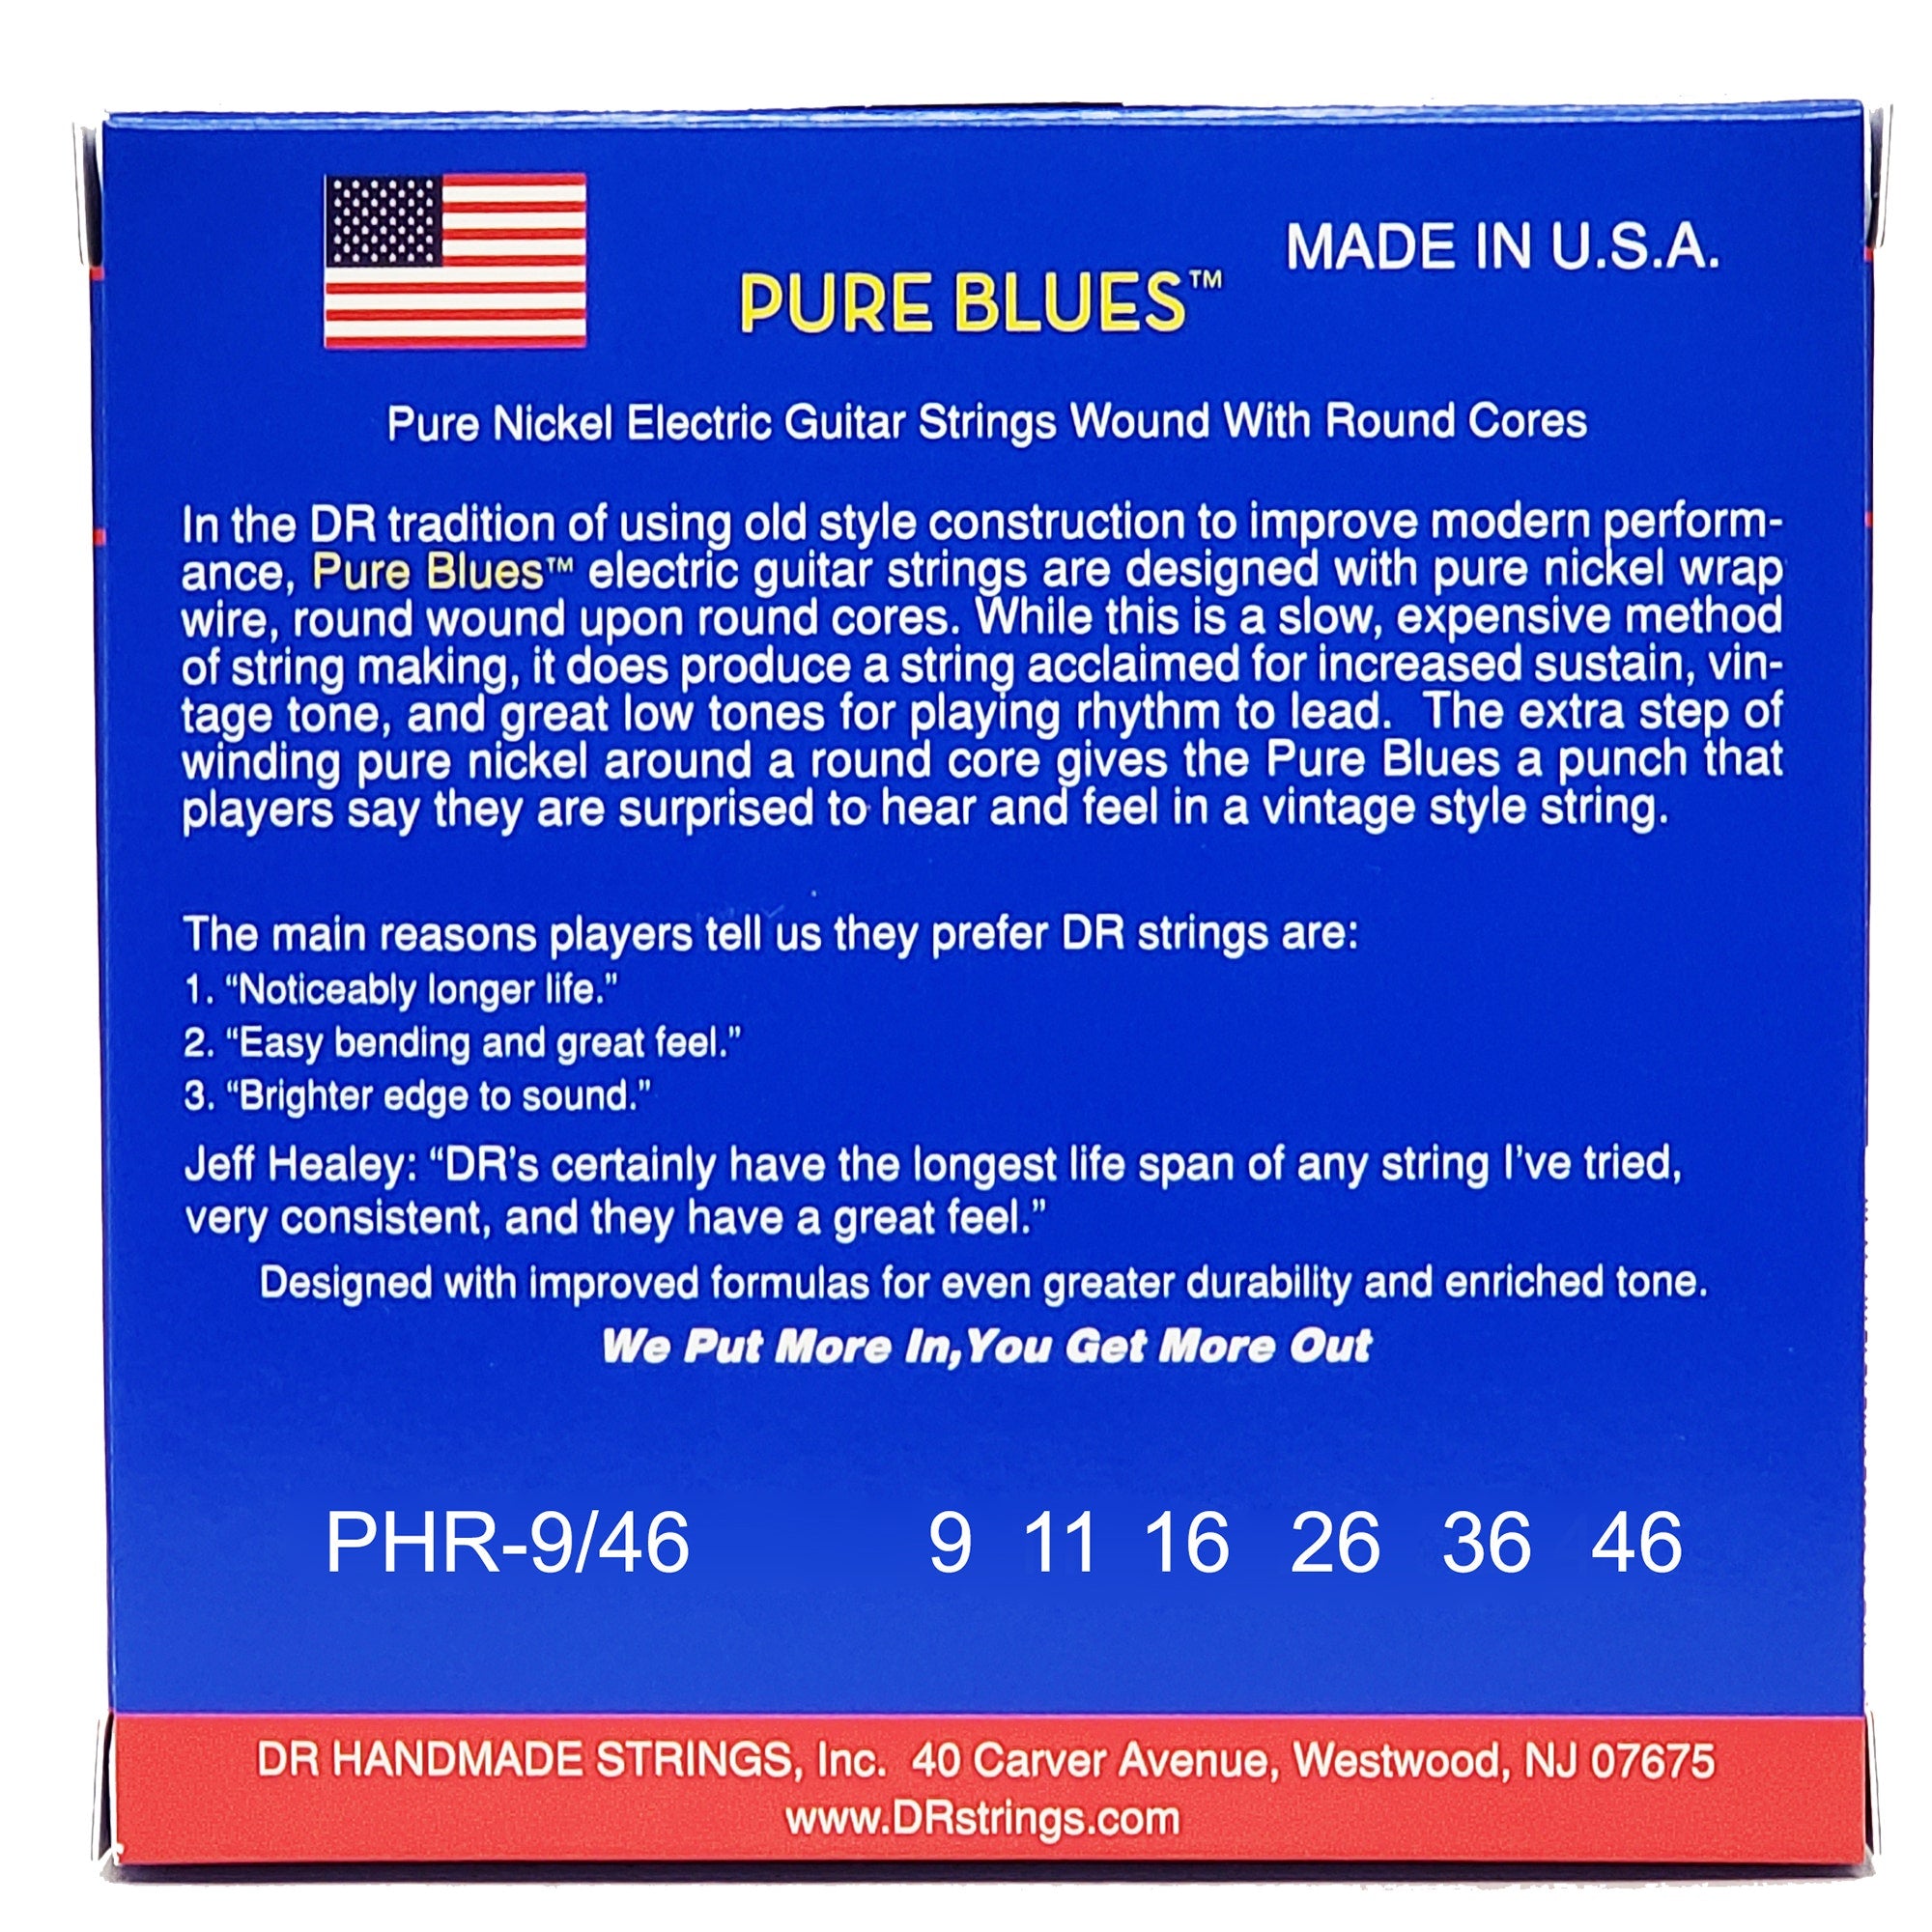 MADE IN U.S.A.
PURE BLUES™
Pure Nickel Electric Guitar Strings Wound With Round Cores
In the DR tradition of using old style construction to improve modern perform-
ance, Pure Blues™ electric guitar strings are designed with pure nickel wrap
wire, round wound upon round cores. While this is a slow, expensive method
of string making, it does produce a string acclaimed for increased sustain, vin-
tage tone, and great low tones for playing rhythm to lead.  The extra step of
winding pure nickel around a round core gives the Pure Blues a punch that
players say they are surprised to hear and feel in a vintage style string.
The main reasons players tell us they prefer DR strings are:
1. “Noticeably longer life.”
2. “Easy bending and great feel.”
3. “Brighter edge to sound.”
Jeff Healey: “DR’s certainly have the longest life span of any string I’ve tried,
very consistent, and they have a great feel.”
Designed with improved formulas for even greater durability and enriched tone.
We Put More In,You Get More Out
PHR-9/46 9 11 16 26 36 46
DR HANDMADE STRINGS, Inc.  40 Carver Avenue, Westwood, NJ 07675
www.DRstrings.com